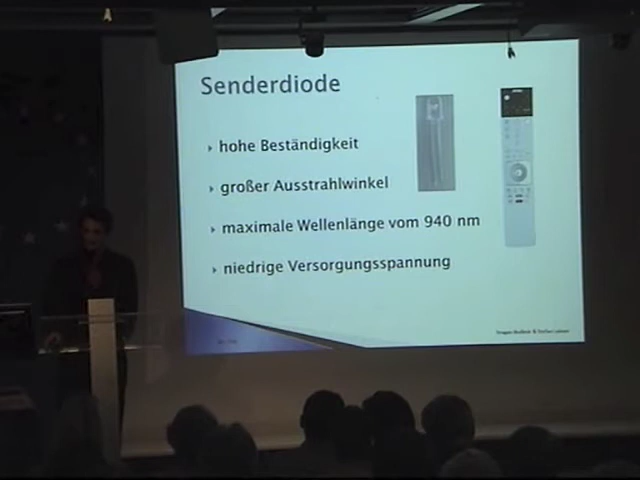 Senderdiode
hohe Beständigkeit
großer Ausstrahlwinkel
maximale Wellenlänge vom 940 nm
niedrige Versorgungsspannung